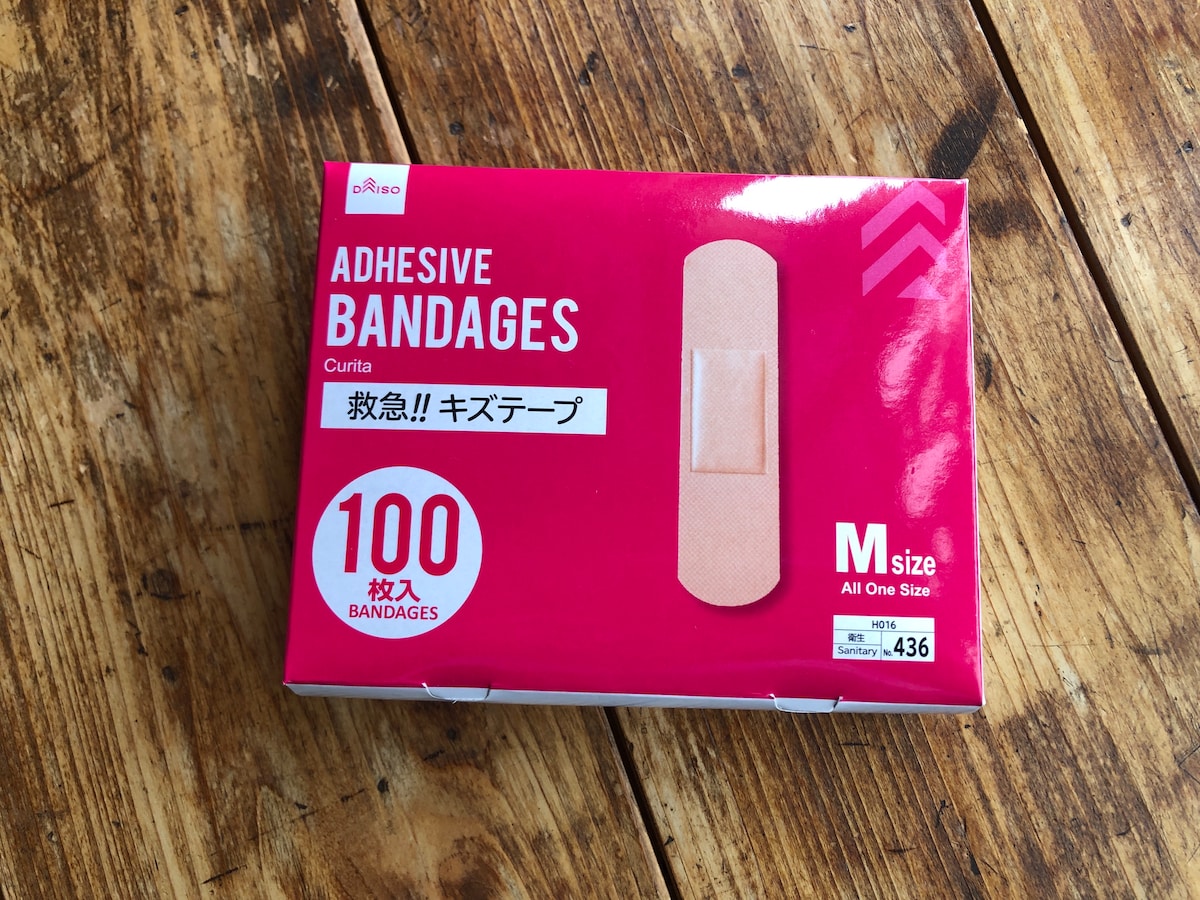 DAISO
ADHESIVE
BANDAGES
Curita
救急!! キズテープ
100
枚入
BANDAGES
M size
All One Size
H016
衛生
Sanitary
No. 436